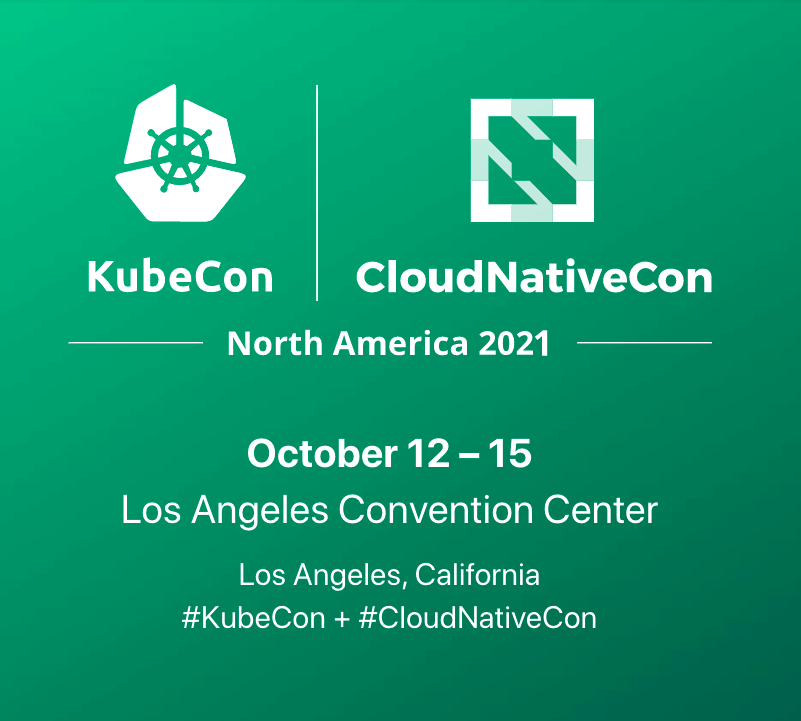 KubeCon
CloudNativeCon
North America 2021
October 12 – 15
Los Angeles Convention Center
Los Angeles, California
#KubeCon + #CloudNativeCon